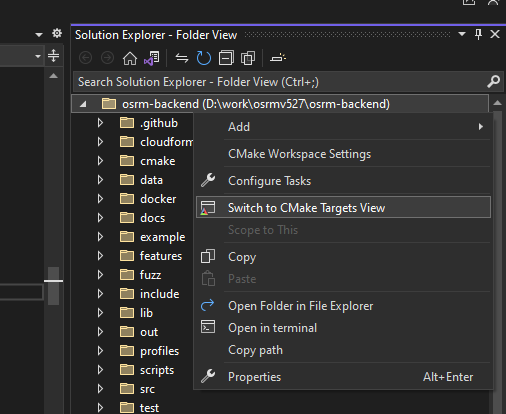 Solution Explorer - Folder View
Search Solution Explorer - Folder View (Ctrl+;)
osrm-backend (D:\work\osrmv527\osrm-backend)
.github
cloudform
cmake
data
docker
docs
example
features
fuzz
include
lib
out
profiles
scripts
src
test
Add
CMake Workspace Settings
Configure Tasks
Switch to CMake Targets View
Scope to This
Copy
Paste
Open Folder in File Explorer
Open in terminal
Copy path
Properties Alt+Enter